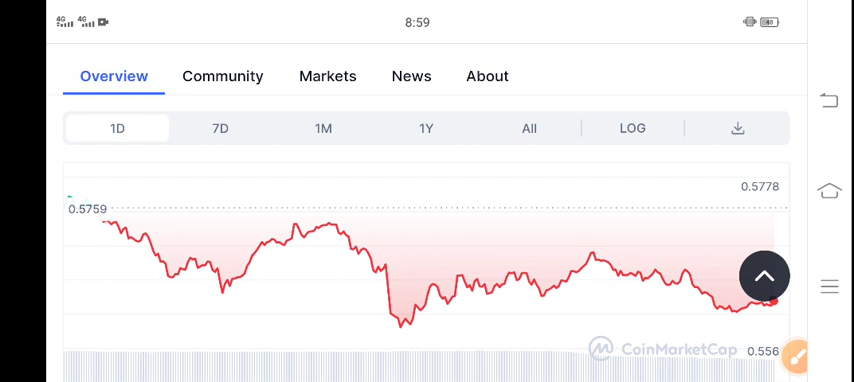 4G 4G 8:59 48
Overview Community Markets News About
1D 7D 1M 1Y All LOG
0.5778
0.5759
CoinMarketCap 0.556